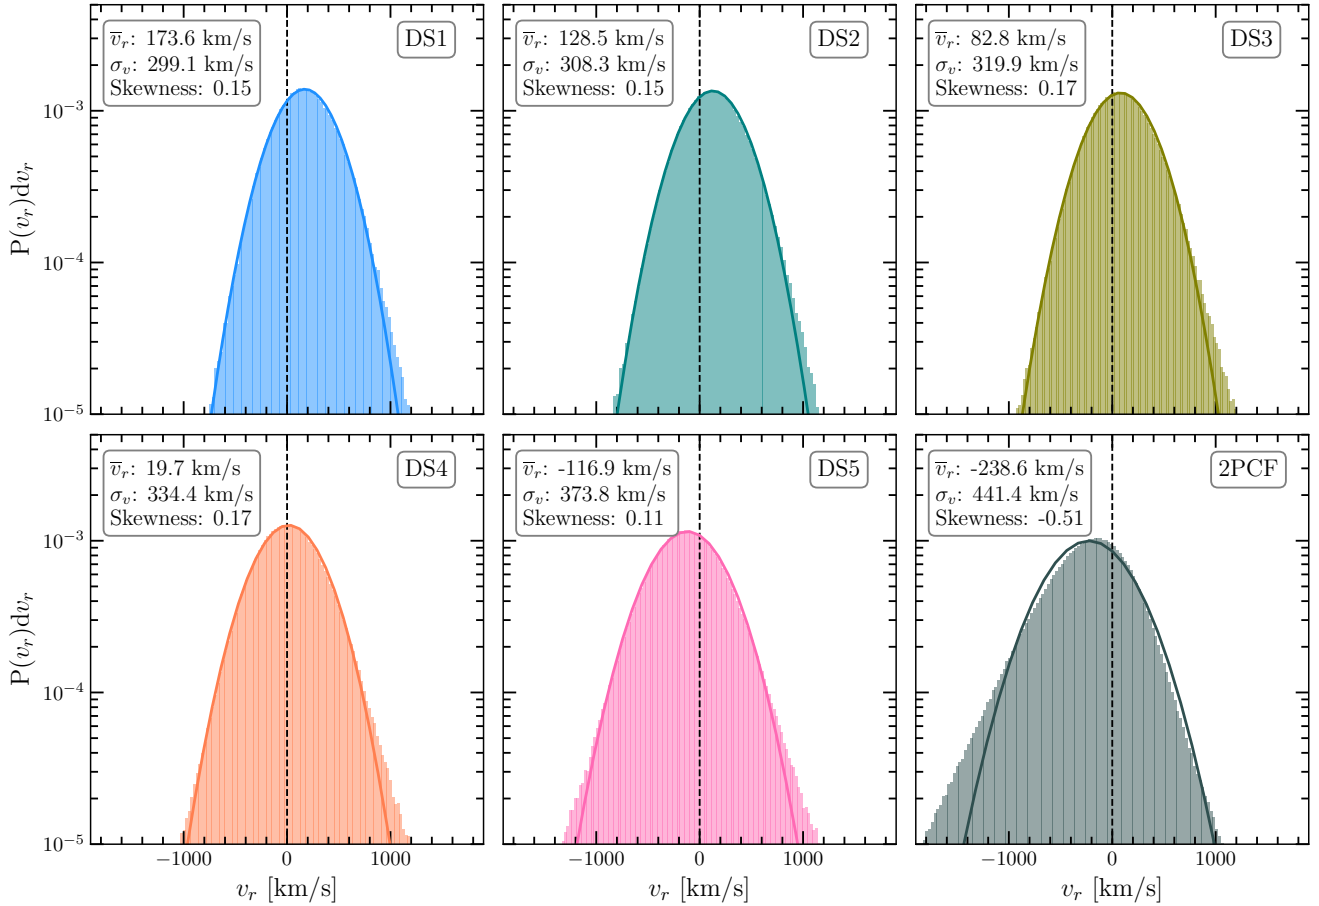 v̅_r: 173.6 km/s
σ_v: 299.1 km/s
Skewness: 0.15
DS1
v̅_r: 128.5 km/s
σ_v: 308.3 km/s
Skewness: 0.15
DS2
v̅_r: 82.8 km/s
σ_v: 319.9 km/s
Skewness: 0.17
DS3
10⁻³
10⁻⁴
10⁻⁵
P(v_r)dv_r
v̅_r: 19.7 km/s
σ_v: 334.4 km/s
Skewness: 0.17
DS4
v̅_r: -116.9 km/s
σ_v: 373.8 km/s
Skewness: 0.11
DS5
v̅_r: -238.6 km/s
σ_v: 441.4 km/s
Skewness: -0.51
2PCF
10⁻³
10⁻⁴
10⁻⁵
P(v_r)dv_r
−1000 0 1000
−1000 0 1000
−1000 0 1000
v_r [km/s]
v_r [km/s]
v_r [km/s]